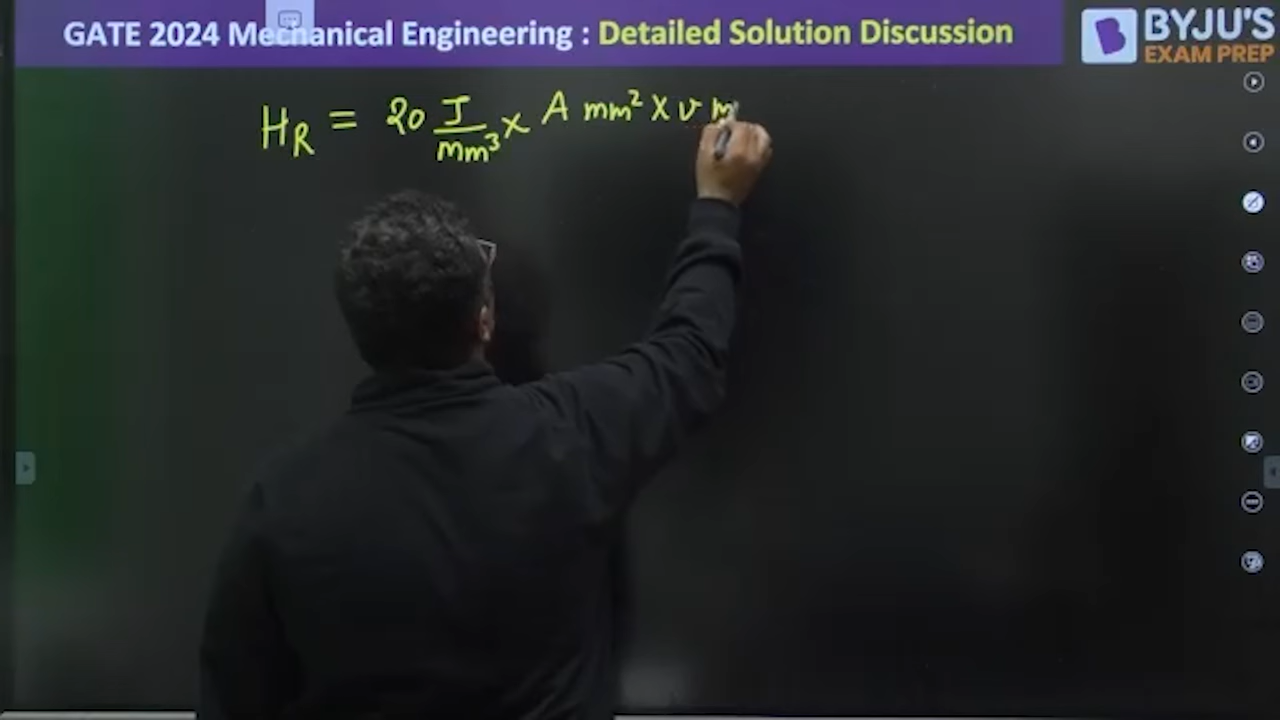 GATE 2024 Mechanical Engineering : Detailed Solution Discussion
BYJU'S
EXAM PREP
H_R = 20 J/mm³ × A mm² × v m